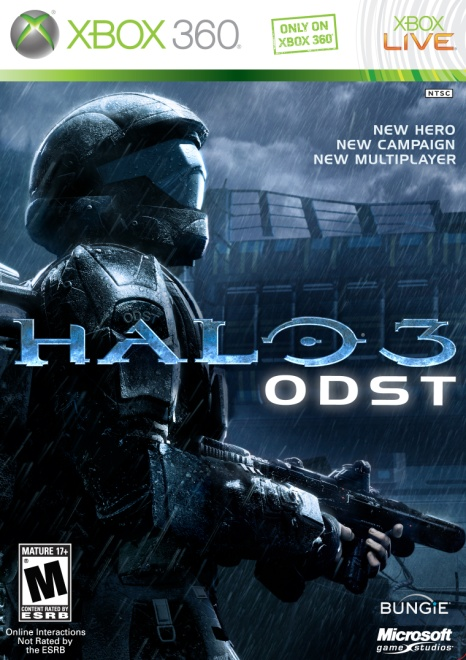 XBOX 360
ONLY ON
XBOX 360
XBOX
LIVE
NTSC
NEW HERO
NEW CAMPAIGN
NEW MULTIPLAYER
ODST
HALO 3
ODST
MATURE 17+
M
CONTENT RATED BY
ESRB
Online Interactions
Not Rated by
the ESRB
BUNGIE
Microsoft
game studios